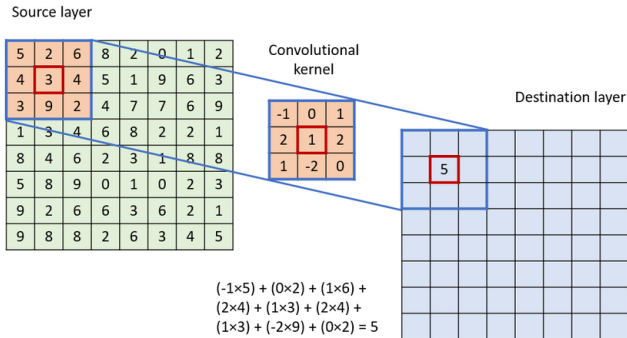 Source layer
Convolutional
kernel
Destination layer
5 2 6 8 2 0 1 2
4 3 4 5 1 9 6 3
3 9 2 4 7 7 6 9
1 3 4 6 8 2 2 1
8 4 6 2 3 1 8 8
5 8 9 0 1 0 2 3
9 2 6 6 3 6 2 1
9 8 8 2 6 3 4 5
-1 0 1
2 1 2
1 -2 0
5
(-1×5) + (0×2) + (1×6) +
(2×4) + (1×3) + (2×4) +
(1×3) + (-2×9) + (0×2) = 5